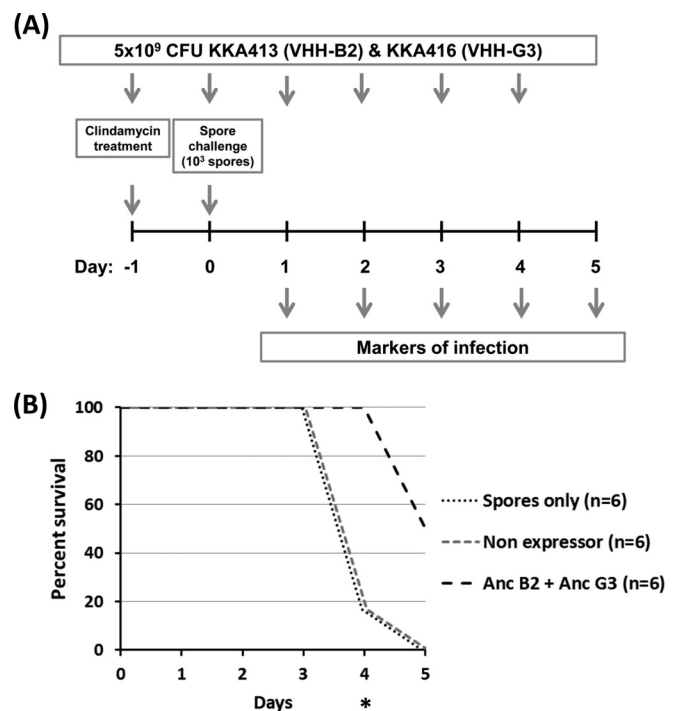 (A)
5x10⁹ CFU KKA413 (VHH-B2) & KKA416 (VHH-G3)
Clindamycin
treatment
Spore
challenge
(10³ spores)
Day: -1 0 1 2 3 4 5
Markers of infection
(B)
Percent survival
100
80
60
40
20
0
0 1 2 3 4 5
Days *
Spores only (n=6)
Non expressor (n=6)
Anc B2 + Anc G3 (n=6)